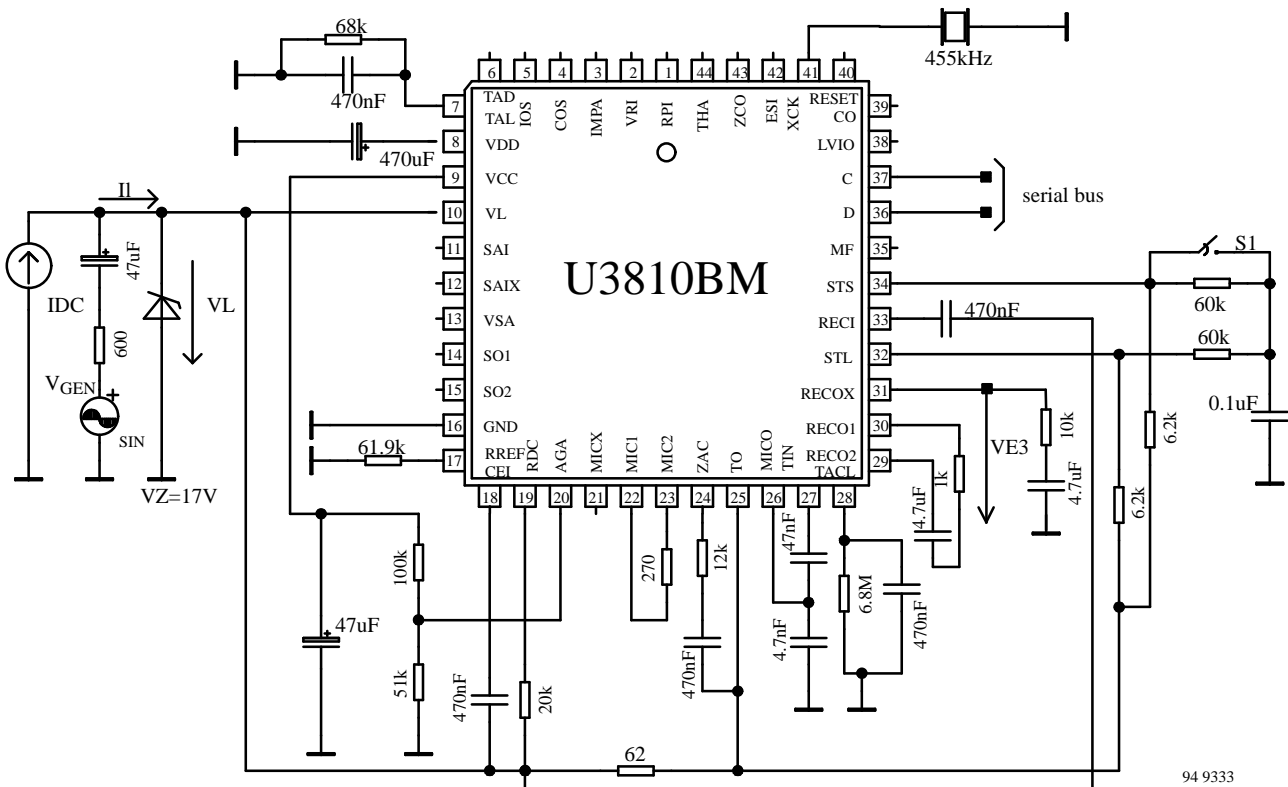 68k
470nF
470uF
455kHz
6
5
4
3
2
1
44
43
42
41
40
TAD
TAL
IOS
COS
IMPA
VRI
RPI
THA
ZCO
ESI
XCK
RESET
CO
7
8
9
10
11
12
13
14
15
16
17
VDD
VCC
VL
SAI
SAIX
VSA
SO1
SO2
GND
RREF
CEI
39
38
37
36
35
34
33
32
31
30
29
LVIO
C
D
MF
STS
RECI
STL
RECOX
RECO1
RECO2
TACL
U3810BM
serial bus
Il
47uF
IDC
VL
600
VGEN
SIN
VZ=17V
61.9k
RDC
AGA
MICX
MIC1
MIC2
ZAC
TO
MICO
TIN
18
19
20
21
22
23
24
25
26
27
28
S1
470nF
60k
60k
0.1uF
6.2k
6.2k
VE3
10k
4.7uF
1k
4.7uF
100k
47uF
51k
470nF
20k
270
12k
470nF
47nF
4.7nF
6.8M
470nF
62
94 9333